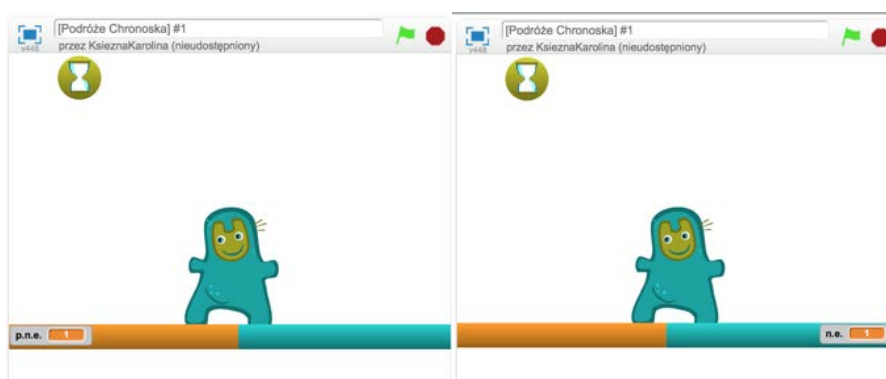 [Podróże Chronoska] #1
przez KsieznaKarolina (nieudostępniony)
v448
p.n.e. 1
[Podróże Chronoska] #1
przez KsieznaKarolina (nieudostępniony)
v448
n.e. 1